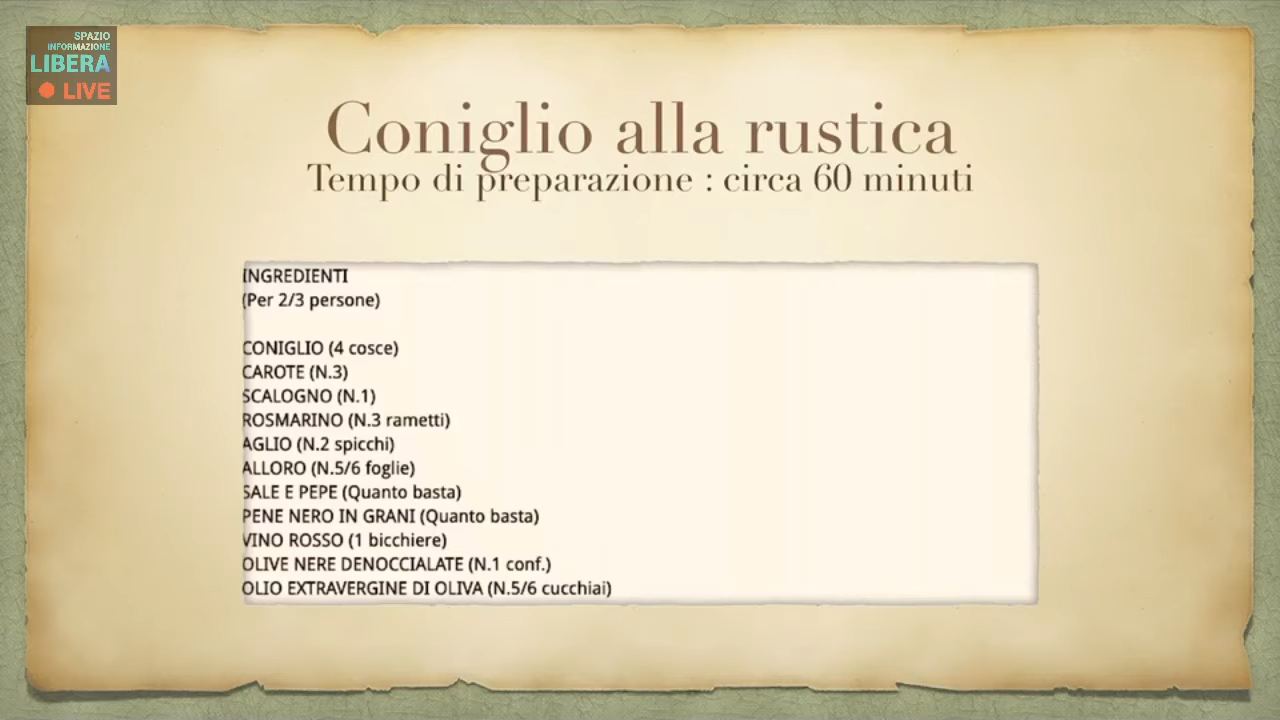 SPAZIO
INFORMAZIONE
LIBERA
LIVE
Coniglio alla rustica
Tempo di preparazione : circa 60 minuti
INGREDIENTI
(Per 2/3 persone)
CONIGLIO (4 cosce)
CAROTE (N.3)
SCALOGNO (N.1)
ROSMARINO (N.3 rametti)
AGLIO (N.2 spicchi)
ALLORO (N.5/6 foglie)
SALE E PEPE (Quanto basta)
PENE NERO IN GRANI (Quanto basta)
VINO ROSSO (1 bicchiere)
OLIVE NERE DENOCCIALATE (N.1 conf.)
OLIO EXTRAVERGINE DI OLIVA (N.5/6 cucchiai)